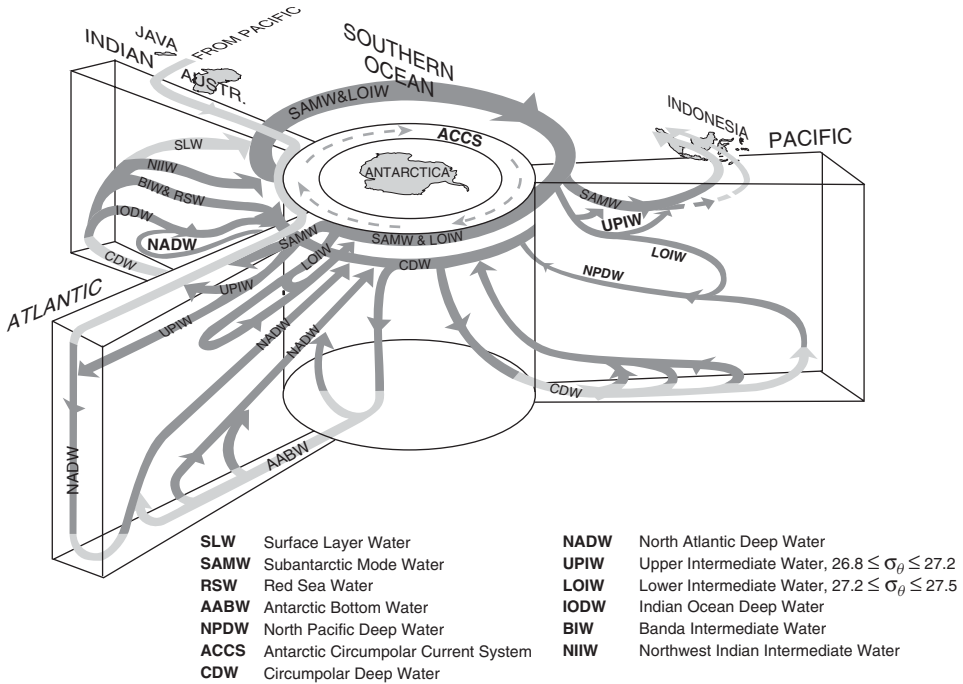 JAVA
INDIAN
FROM PACIFIC
AUSTR.
SOUTHERN
OCEAN
SAMW&LOIW
ACCS
ANTARCTICA
INDONESIA
PACIFIC
SLW
NIIW
BIW& RSW
IODW
NADW
CDW
SAMW
UPIW
LOIW
NPDW
CDW
SAMW
SAMW & LOIW
LOIW
CDW
UPIW
UPIW
ATLANTIC
NADW
NADW
NADW
AABW
SLW Surface Layer Water
SAMW Subantarctic Mode Water
RSW Red Sea Water
AABW Antarctic Bottom Water
NPDW North Pacific Deep Water
ACCS Antarctic Circumpolar Current System
CDW Circumpolar Deep Water
NADW North Atlantic Deep Water
UPIW Upper Intermediate Water, 26.8 ≤ σθ ≤ 27.2
LOIW Lower Intermediate Water, 27.2 ≤ σθ ≤ 27.5
IODW Indian Ocean Deep Water
BIW Banda Intermediate Water
NIIW Northwest Indian Intermediate Water